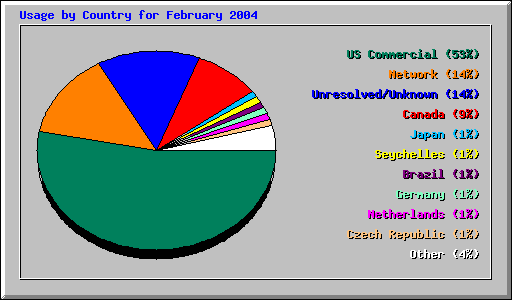 Usage by Country for February 2004
US Commercial (53%)
Network (14%)
Unresolved/Unknown (14%)
Canada (9%)
Japan (1%)
Seychelles (1%)
Brazil (1%)
Germany (1%)
Netherlands (1%)
Czech Republic (1%)
Other (4%)